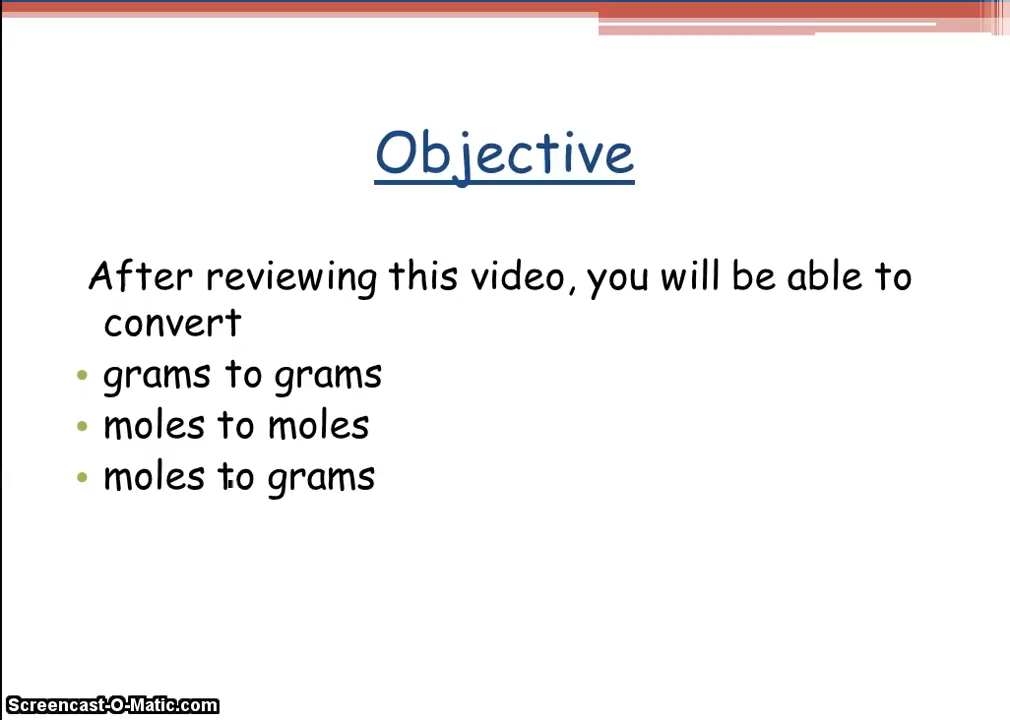 Objective
After reviewing this video, you will be able to
convert
• grams to grams
• moles to moles
• moles to grams
Screencast-O-Matic.com